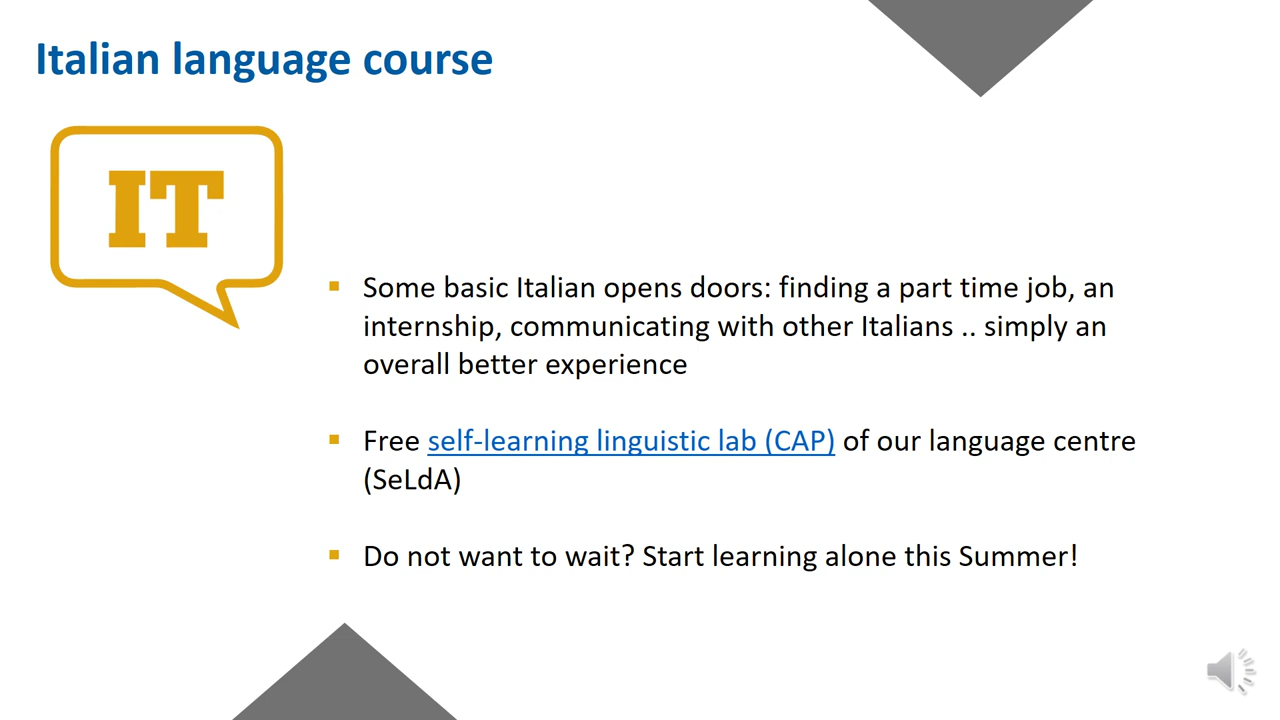 Italian language course
IT
Some basic Italian opens doors: finding a part time job, an
internship, communicating with other Italians .. simply an
overall better experience
Free self-learning linguistic lab (CAP) of our language centre
(SeLdA)
Do not want to wait? Start learning alone this Summer!